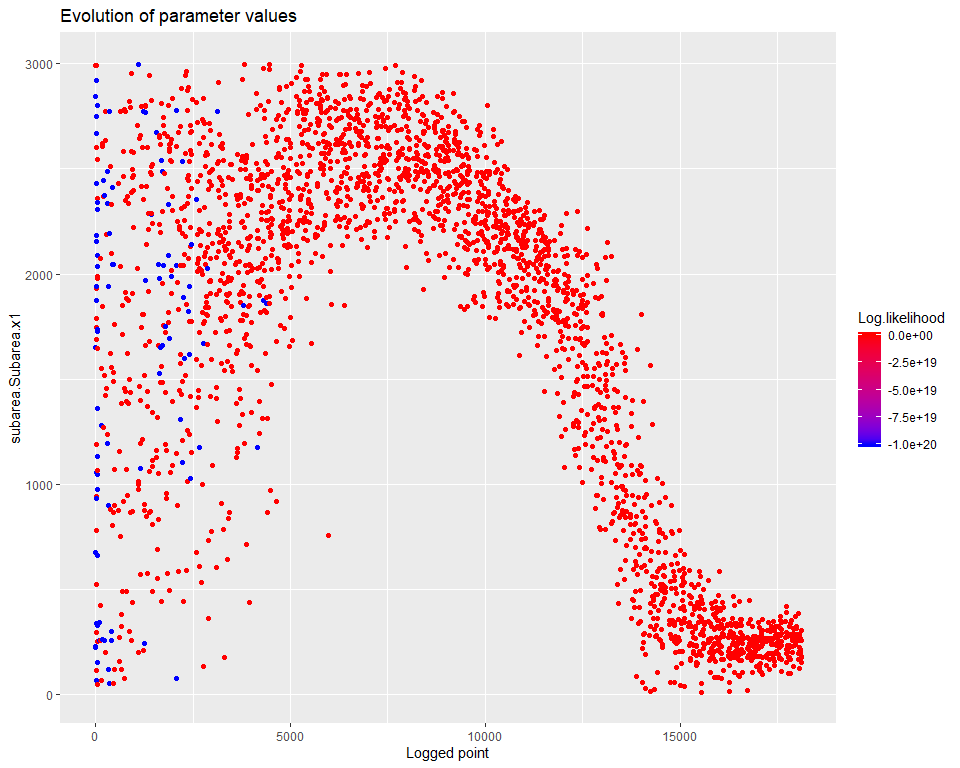 Evolution of parameter values
subarea.Subarea.x1
3000
2000
1000
0
0
5000
10000
15000
Logged point
Log.likelihood
0.0e+00
-2.5e+19
-5.0e+19
-7.5e+19
-1.0e+20